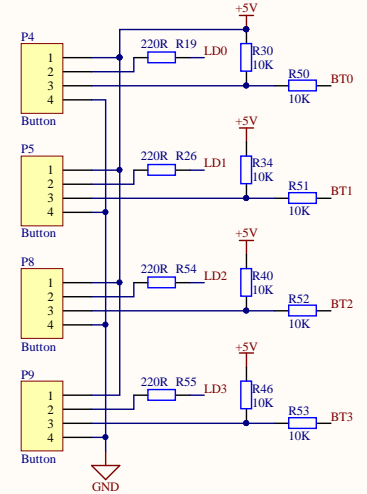 +5V
P4
220R R19 LD0 R30
1
10K
2
R50
3
BT0
4
10K
Button
+5V
P5
220R R26 LD1 R34
1
10K
2
R51
3
BT1
4
10K
Button
+5V
P8
220R R54 LD2 R40
1
10K
2
R52
3
BT2
4
10K
Button
+5V
P9
220R R55 LD3 R46
1
10K
2
R53
3
BT3
4
10K
Button
GND